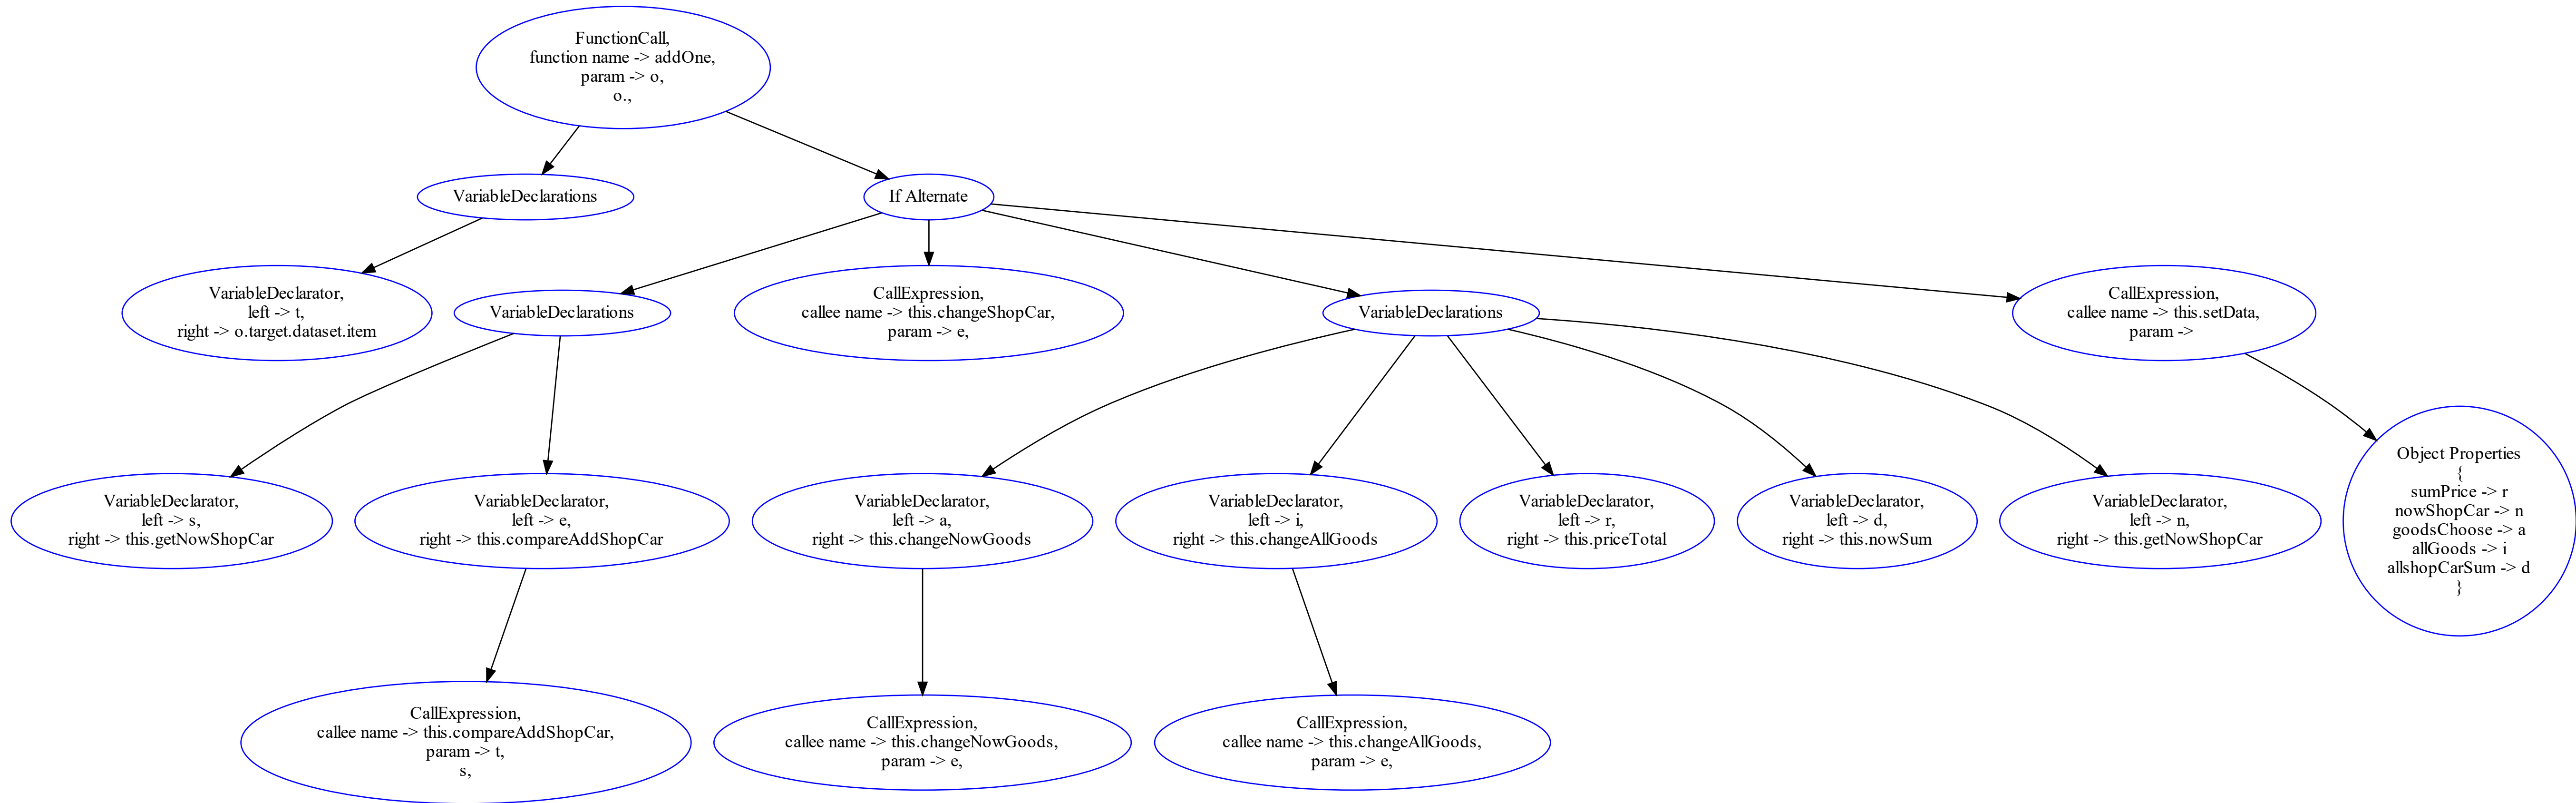 FunctionCall,
function name -> addOne,
param -> o,
o.,
VariableDeclarations
If Alternate
VariableDeclarator,
left -> t,
right -> o.target.dataset.item
VariableDeclarations
CallExpression,
callee name -> this.changeShopCar,
param -> e,
VariableDeclarations
CallExpression,
callee name -> this.setData,
param ->
VariableDeclarator,
left -> s,
right -> this.getNowShopCar
VariableDeclarator,
left -> e,
right -> this.compareAddShopCar
VariableDeclarator,
left -> a,
right -> this.changeNowGoods
VariableDeclarator,
left -> i,
right -> this.changeAllGoods
VariableDeclarator,
left -> r,
right -> this.priceTotal
VariableDeclarator,
left -> d,
right -> this.nowSum
VariableDeclarator,
left -> n,
right -> this.getNowShopCar
Object Properties
{
sumPrice -> r
nowShopCar -> n
goodsChoose -> a
allGoods -> i
allshopCarSum -> d
}
CallExpression,
callee name -> this.compareAddShopCar,
param -> t,
s,
CallExpression,
callee name -> this.changeNowGoods,
param -> e,
CallExpression,
callee name -> this.changeAllGoods,
param -> e,